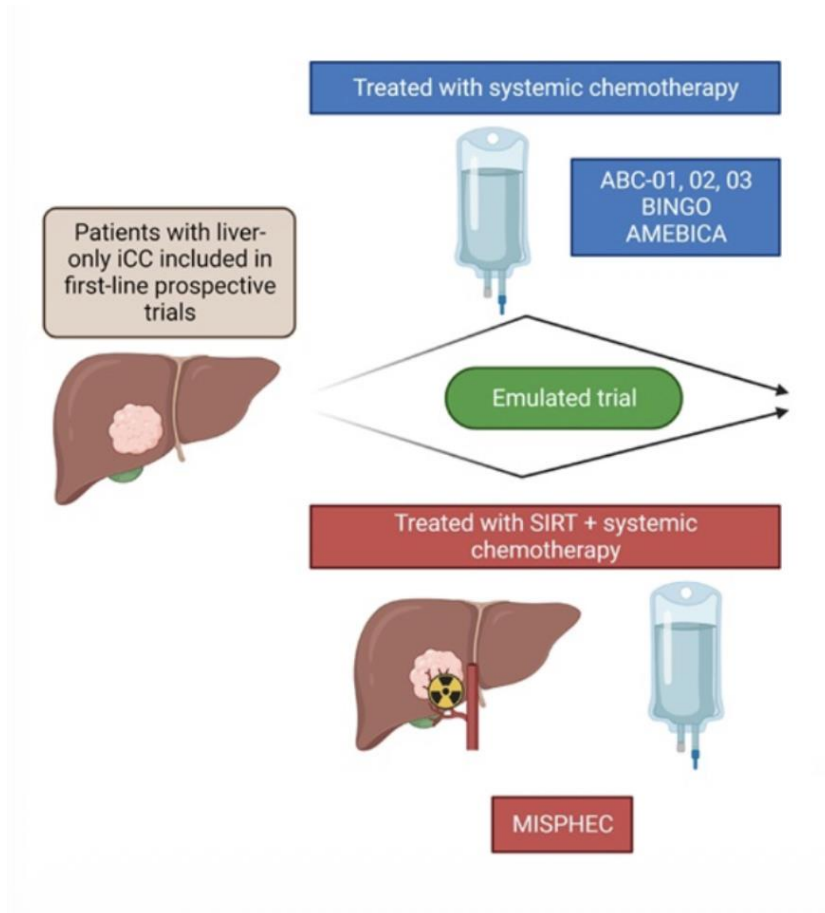 Treated with systemic chemotherapy
ABC-01, 02, 03
BINGO
AMEBICA
Patients with liver-
only iCC included in
first-line prospective
trials
Emulated trial
Treated with SIRT + systemic
chemotherapy
MISPHEC